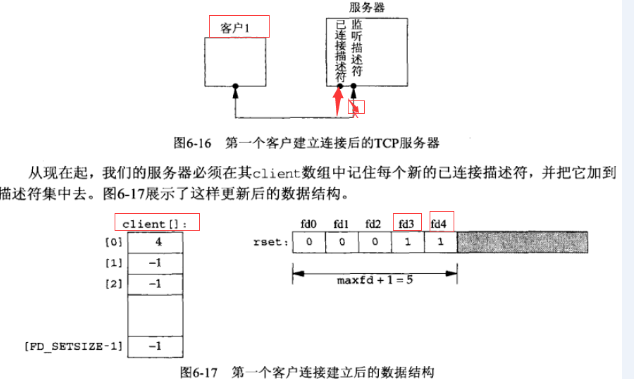 服务器
客户1
已连接描述符
监听描述符
图6-16 第一个客户建立连接后的TCP服务器
从现在起,我们的服务器必须在其client数组中记住每个新的已连接描述符,并把它加到
描述符集中去。图6-17展示了这样更新后的数据结构。
client[]:
fd0 fd1 fd2 fd3 fd4
[0] 4
rset: 0 0 0 1 1
[1] -1
[2] -1
maxfd+1=5
[FD_SETSIZE-1] -1
图6-17 第一个客户连接建立后的数据结构